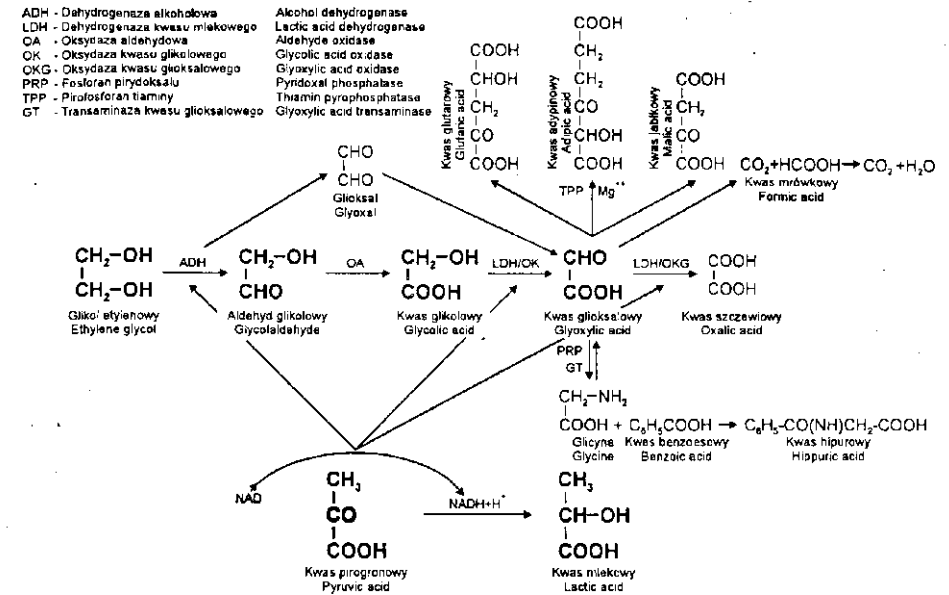 ADH - Dehydrogenaza alkoholowa Alcohol dehydrogenase
LDH - Dehydrogenaza kwasu mlekowego Lactic acid dehydrogenase
OA - Oksydaza aldehydowa Aldehyde oxidase
OK - Oksydaza kwasu glikolowego Glycolic acid oxidase
OKG - Oksydaza kwasu glioksalowego Glyoxylic acid oxidase
PRP - Fosforan pirydoksalu Pyridoxal phosphatase
TPP - Pirofosforan tiaminy Thiamin pyrophosphatase
GT - Transaminaza kwasu glioksalowego Glyoxylic acid transaminase
Kwas glutarowy
Glutaric acid
COOH
CHOH
CH2
CO
COOH
Kwas adypinowy
Adipic acid
COOH
CH2
CH2
CO
CHOH
COOH
Kwas jabłkowy
Malic acid
COOH
CH2
CO
COOH
CO2+HCOOH CO2+H2O
Kwas mrówkowy
Formic acid
TPP Mg++
CHO
CHO
Glioksal
Glyoxal
CH2-OH
CH2-OH
Glikol etylenowy
Ethylene glycol
ADH
CH2-OH
CHO
Aldehyd glikolowy
Glycolaldehyde
OA
CH2-OH
COOH
Kwas glikolowy
Glycolic acid
LDH/OK
CHO
COOH
Kwas glioksalowy
Glyoxylic acid
LDH/OKG
COOH
COOH
Kwas szczawiowy
Oxalic acid
PRP
GT
CH2-NH2
COOH + C6H5COOH C6H5-CO(NH)CH2-COOH
Glicyna Kwas benzoesowy Kwas hipurowy
Glycine Benzoic acid Hippuric acid
NAD NADH+H+
CH3
CO
COOH
Kwas pirogronowy
Pyruvic acid
CH3
CH-OH
COOH
Kwas mlekowy
Lactic acid